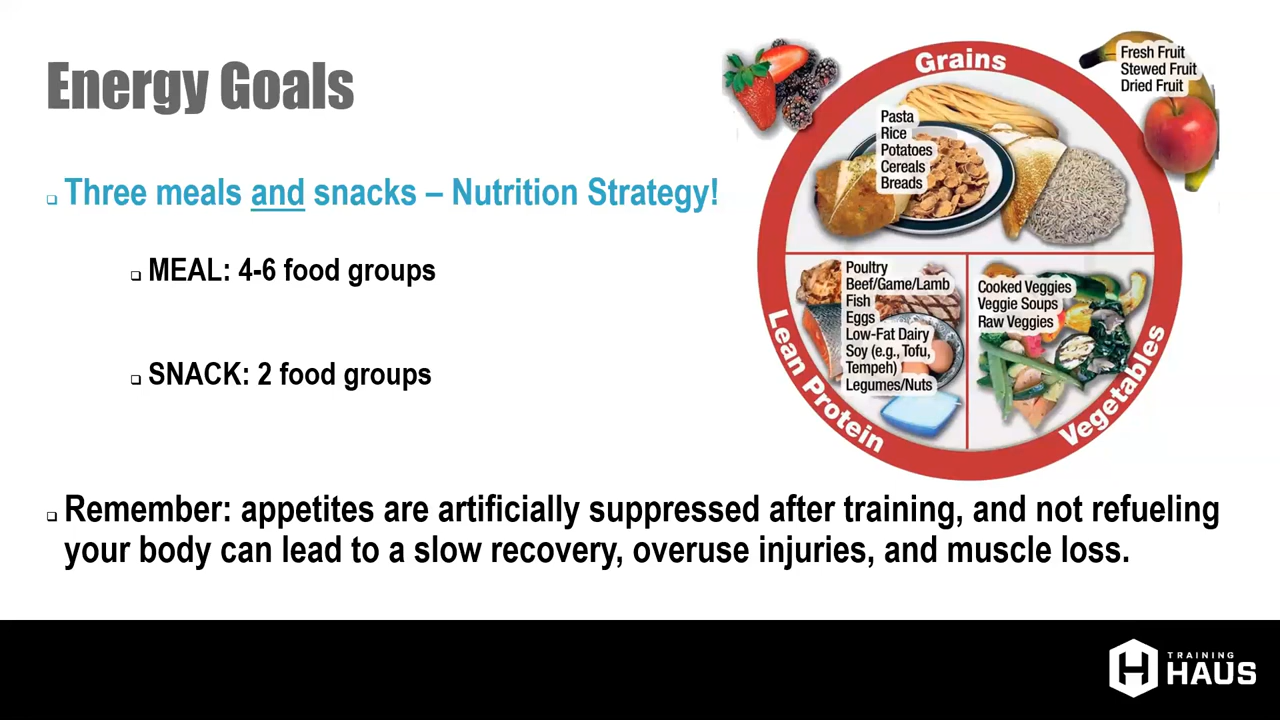 Energy Goals
Three meals and snacks – Nutrition Strategy!
MEAL: 4-6 food groups
SNACK: 2 food groups
Grains
Pasta
Rice
Potatoes
Cereals
Breads
Fresh Fruit
Stewed Fruit
Dried Fruit
Poultry
Beef/Game/Lamb
Fish
Eggs
Low-Fat Dairy
Soy (e.g., Tofu,
Tempeh)
Legumes/Nuts
Lean Protein
Cooked Veggies
Veggie Soups
Raw Veggies
Vegetables
Remember: appetites are artificially suppressed after training, and not refueling
your body can lead to a slow recovery, overuse injuries, and muscle loss.
TRAINING
HAUS